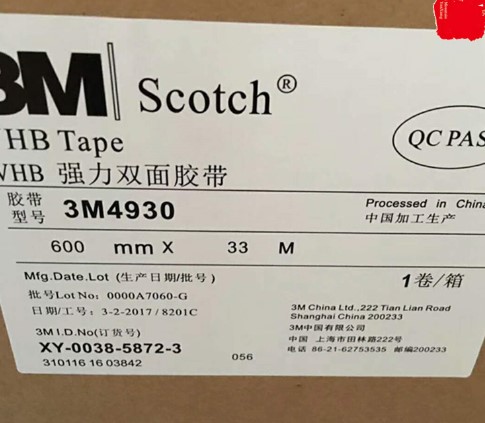 3M Scotch®
VHB Tape
VHB 强力双面胶带
QC PAS
胶带型号 3M4930
Processed in China
中国加工生产
600 mm X 33 M
Mfg.Date.Lot (生产日期/批号)
1卷/箱
批号Lot No: 0000A7060-G
日期/工号: 3-2-2017 / 8201C
3M I.D.No(订货号)
XY-0038-5872-3
310116 16 03842
056
3M China Ltd.,222 Tian Lian Road
Shanghai China 200233
3M中国有限公司
中国 上海市田林路222号
电话 86-21-62753535 邮编200233